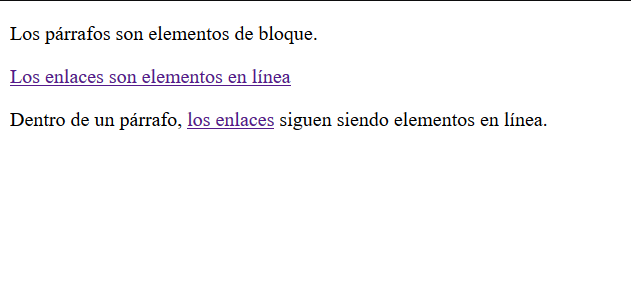 Los párrafos son elementos de bloque.
Los enlaces son elementos en línea
Dentro de un párrafo, los enlaces siguen siendo elementos en línea.